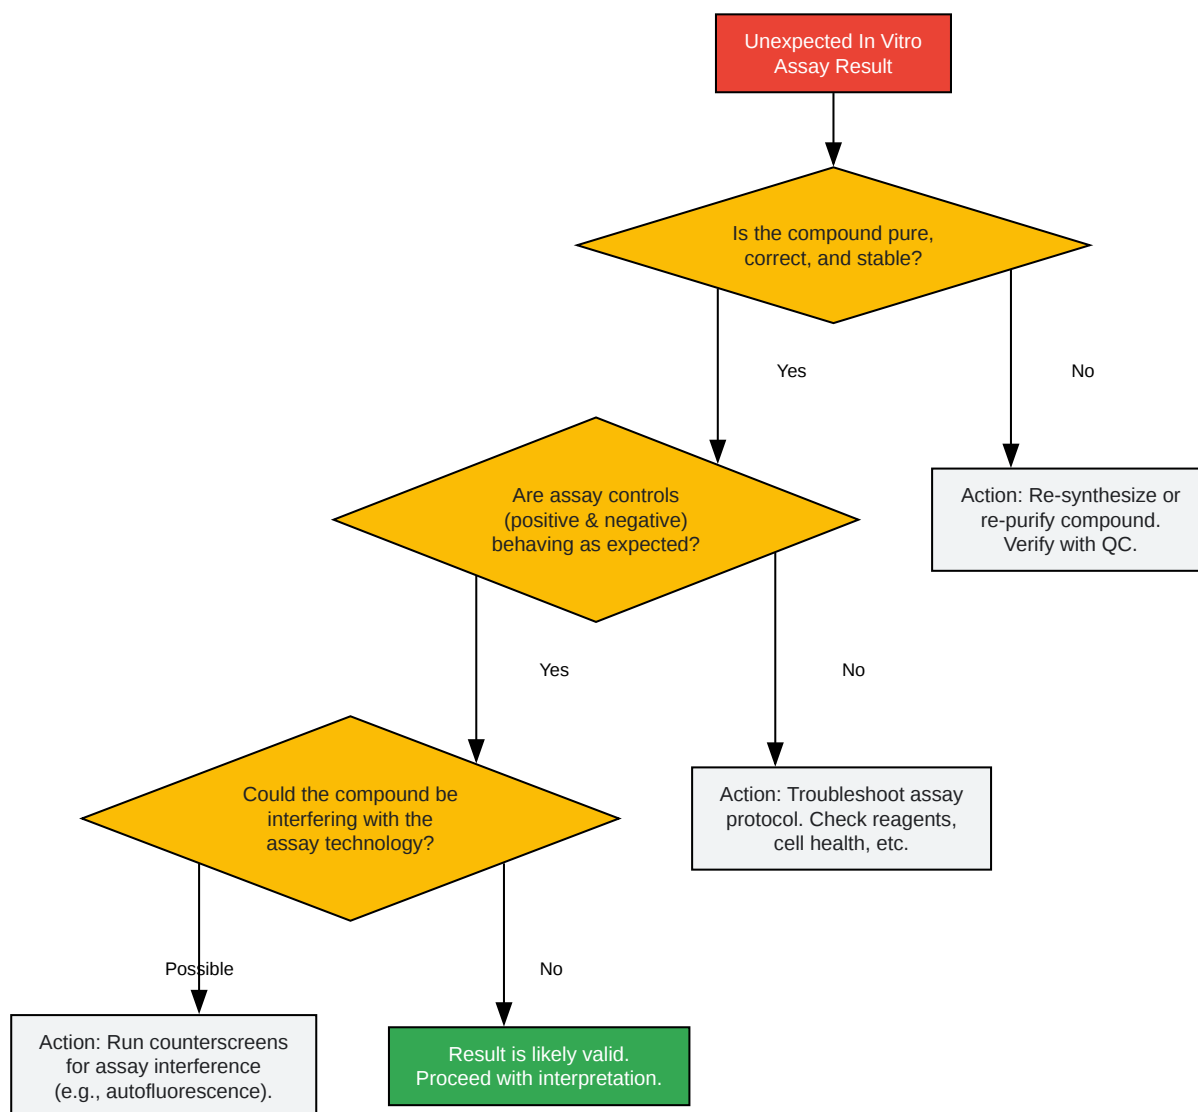 Unexpected In Vitro
Assay Result
Is the compound pure,
correct, and stable?
Yes
No
Are assay controls
(positive & negative)
behaving as expected?
Action: Re-synthesize or
re-purify compound.
Verify with QC.
Yes
No
Could the compound be
interfering with the
assay technology?
Action: Troubleshoot assay
protocol. Check reagents,
cell health, etc.
Possible
No
Action: Run counterscreens
for assay interference
(e.g., autofluorescence).
Result is likely valid.
Proceed with interpretation.